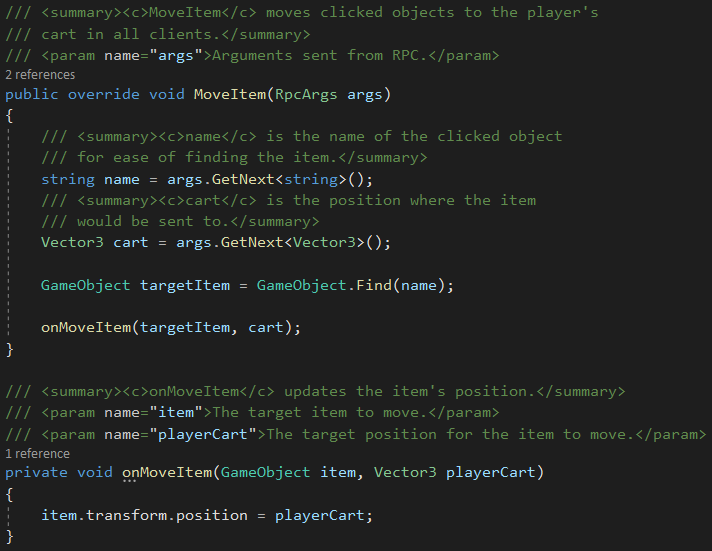 /// <summary><c>MoveItem</c> moves clicked objects to the player's
/// cart in all clients.</summary>
/// <param name="args">Arguments sent from RPC.</param>
2 references
public override void MoveItem(RpcArgs args)
{
/// <summary><c>name</c> is the name of the clicked object
/// for ease of finding the item.</summary>
string name = args.GetNext<string>();
/// <summary><c>cart</c> is the position where the item
/// would be sent to.</summary>
Vector3 cart = args.GetNext<Vector3>();
GameObject targetItem = GameObject.Find(name);
onMoveItem(targetItem, cart);
}
/// <summary><c>onMoveItem</c> updates the item's position.</summary>
/// <param name="item">The target item to move.</param>
/// <param name="playerCart">The target position for the item to move.</param>
1 reference
private void onMoveItem(GameObject item, Vector3 playerCart)
{
item.transform.position = playerCart;
}